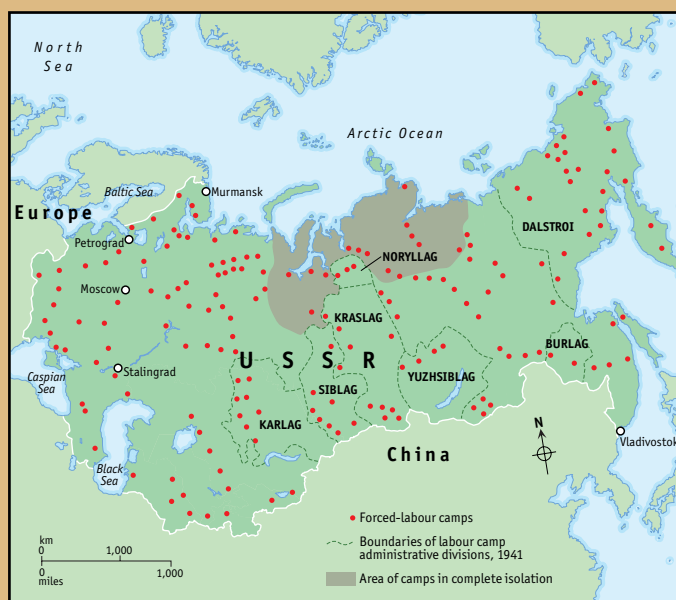 North
Sea
Arctic Ocean
Baltic Sea
Murmansk
Europe
DALSTROI
Petrograd
NORYLLAG
Moscow
KRASLAG
BURLAG
USSR
Stalingrad
YUZHSIBLAG
Caspian
Sea
SIBLAG
KARLAG
N
Vladivostok
China
Black
Sea
Forced-labour camps
Boundaries of labour camp
administrative divisions, 1941
Area of camps in complete isolation
km
0 1,000
0 1,000
miles